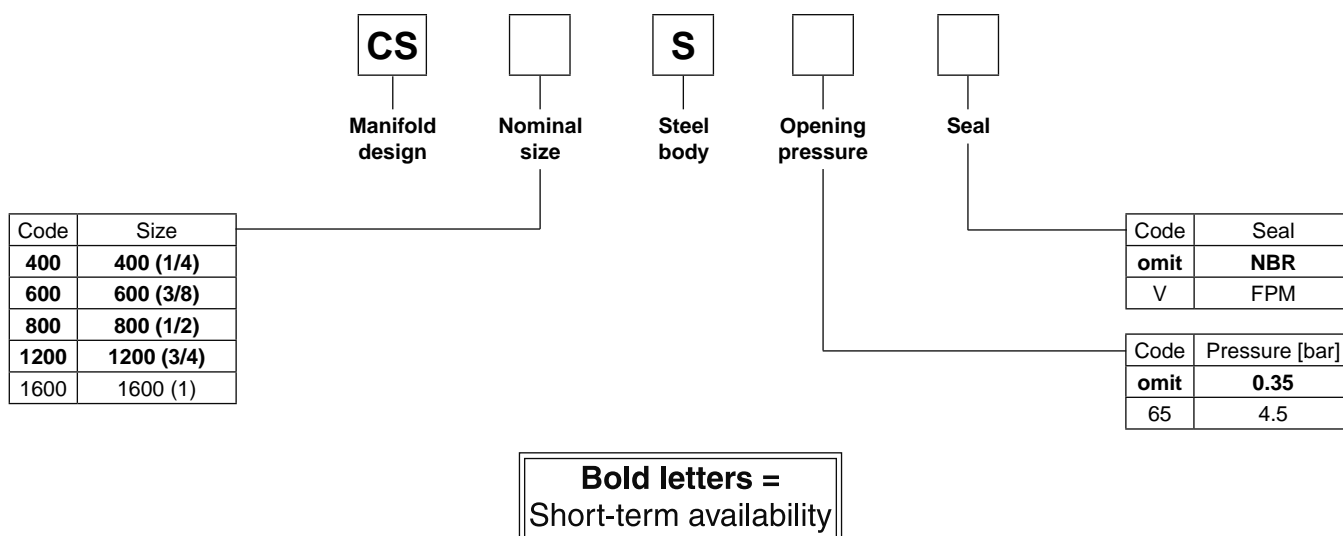 CS S
Manifold design
Nominal size
Steel body
Opening pressure
Seal
Code Size
400 400 (1/4)
600 600 (3/8)
800 800 (1/2)
1200 1200 (3/4)
1600 1600 (1)
Code Seal
omit NBR
V FPM
Code Pressure [bar]
omit 0.35
65 4.5
Bold letters =
Short-term availability